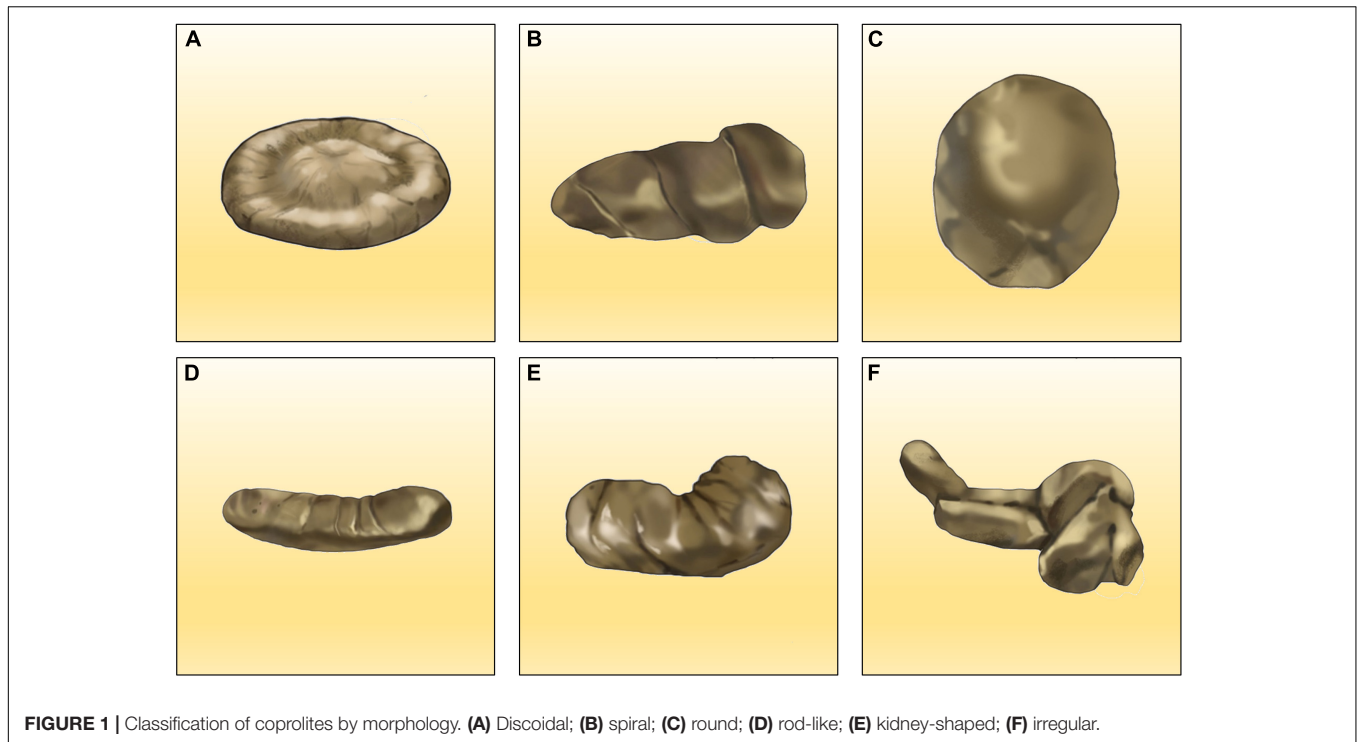 A
B
C
D
E
F
FIGURE 1 | Classification of coprolites by morphology. (A) Discoidal; (B) spiral; (C) round; (D) rod-like; (E) kidney-shaped; (F) irregular.